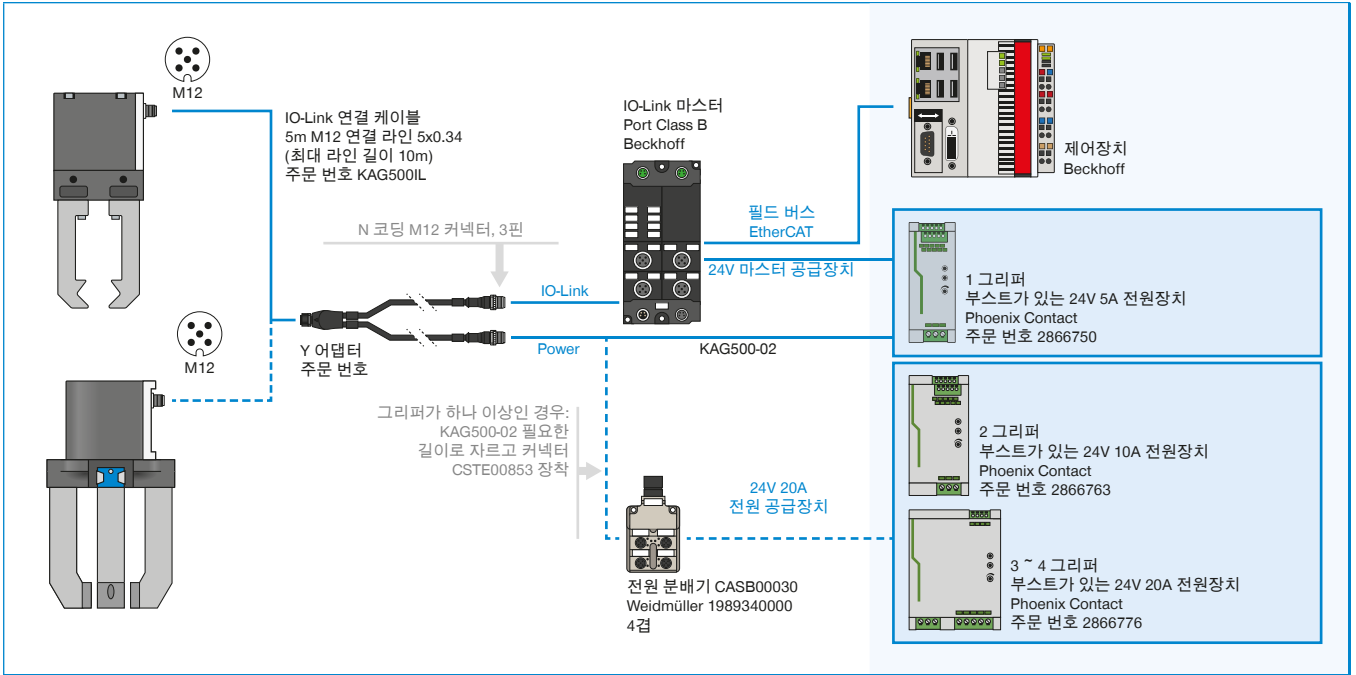 M12
IO-Link 연결 케이블
5m M12 연결 라인 5x0.34
(최대 라인 길이 10m)
주문 번호 KAG500IL
N 코딩 M12 커넥터, 3핀
M12
Y 어댑터
주문 번호
IO-Link
Power
IO-Link 마스터
Port Class B
Beckhoff
필드 버스
EtherCAT
24V 마스터 공급장치
KAG500-02
그리퍼가 하나 이상인 경우:
KAG500-02 필요한
길이로 자르고 커넥터
CSTE00853 장착
24V 20A
전원 공급장치
전원 분배기 CASB00030
Weidmüller 1989340000
4겹
제어장치
Beckhoff
1 그리퍼
부스트가 있는 24V 5A 전원장치
Phoenix Contact
주문 번호 2866750
2 그리퍼
부스트가 있는 24V 10A 전원장치
Phoenix Contact
주문 번호 2866763
3 ~ 4 그리퍼
부스트가 있는 24V 20A 전원장치
Phoenix Contact
주문 번호 2866776